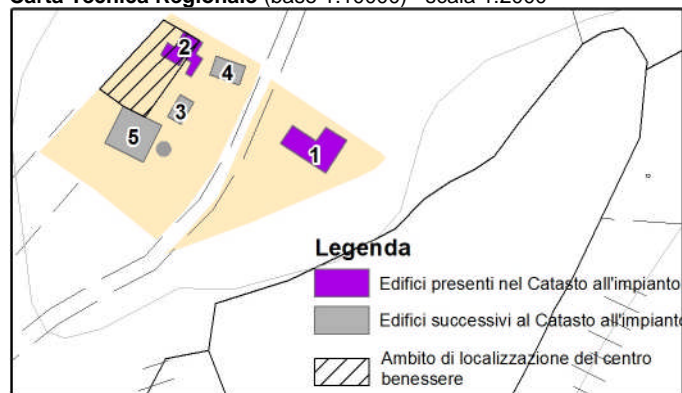 Carta Tecnica Regionale (base 1:10000) - scala 1:2000
2
4
3
5
1
Legenda
Edifici presenti nel Catasto all'impianto
Edifici successivi al Catasto all'impianto
Ambito di localizzazione del centro
benessere